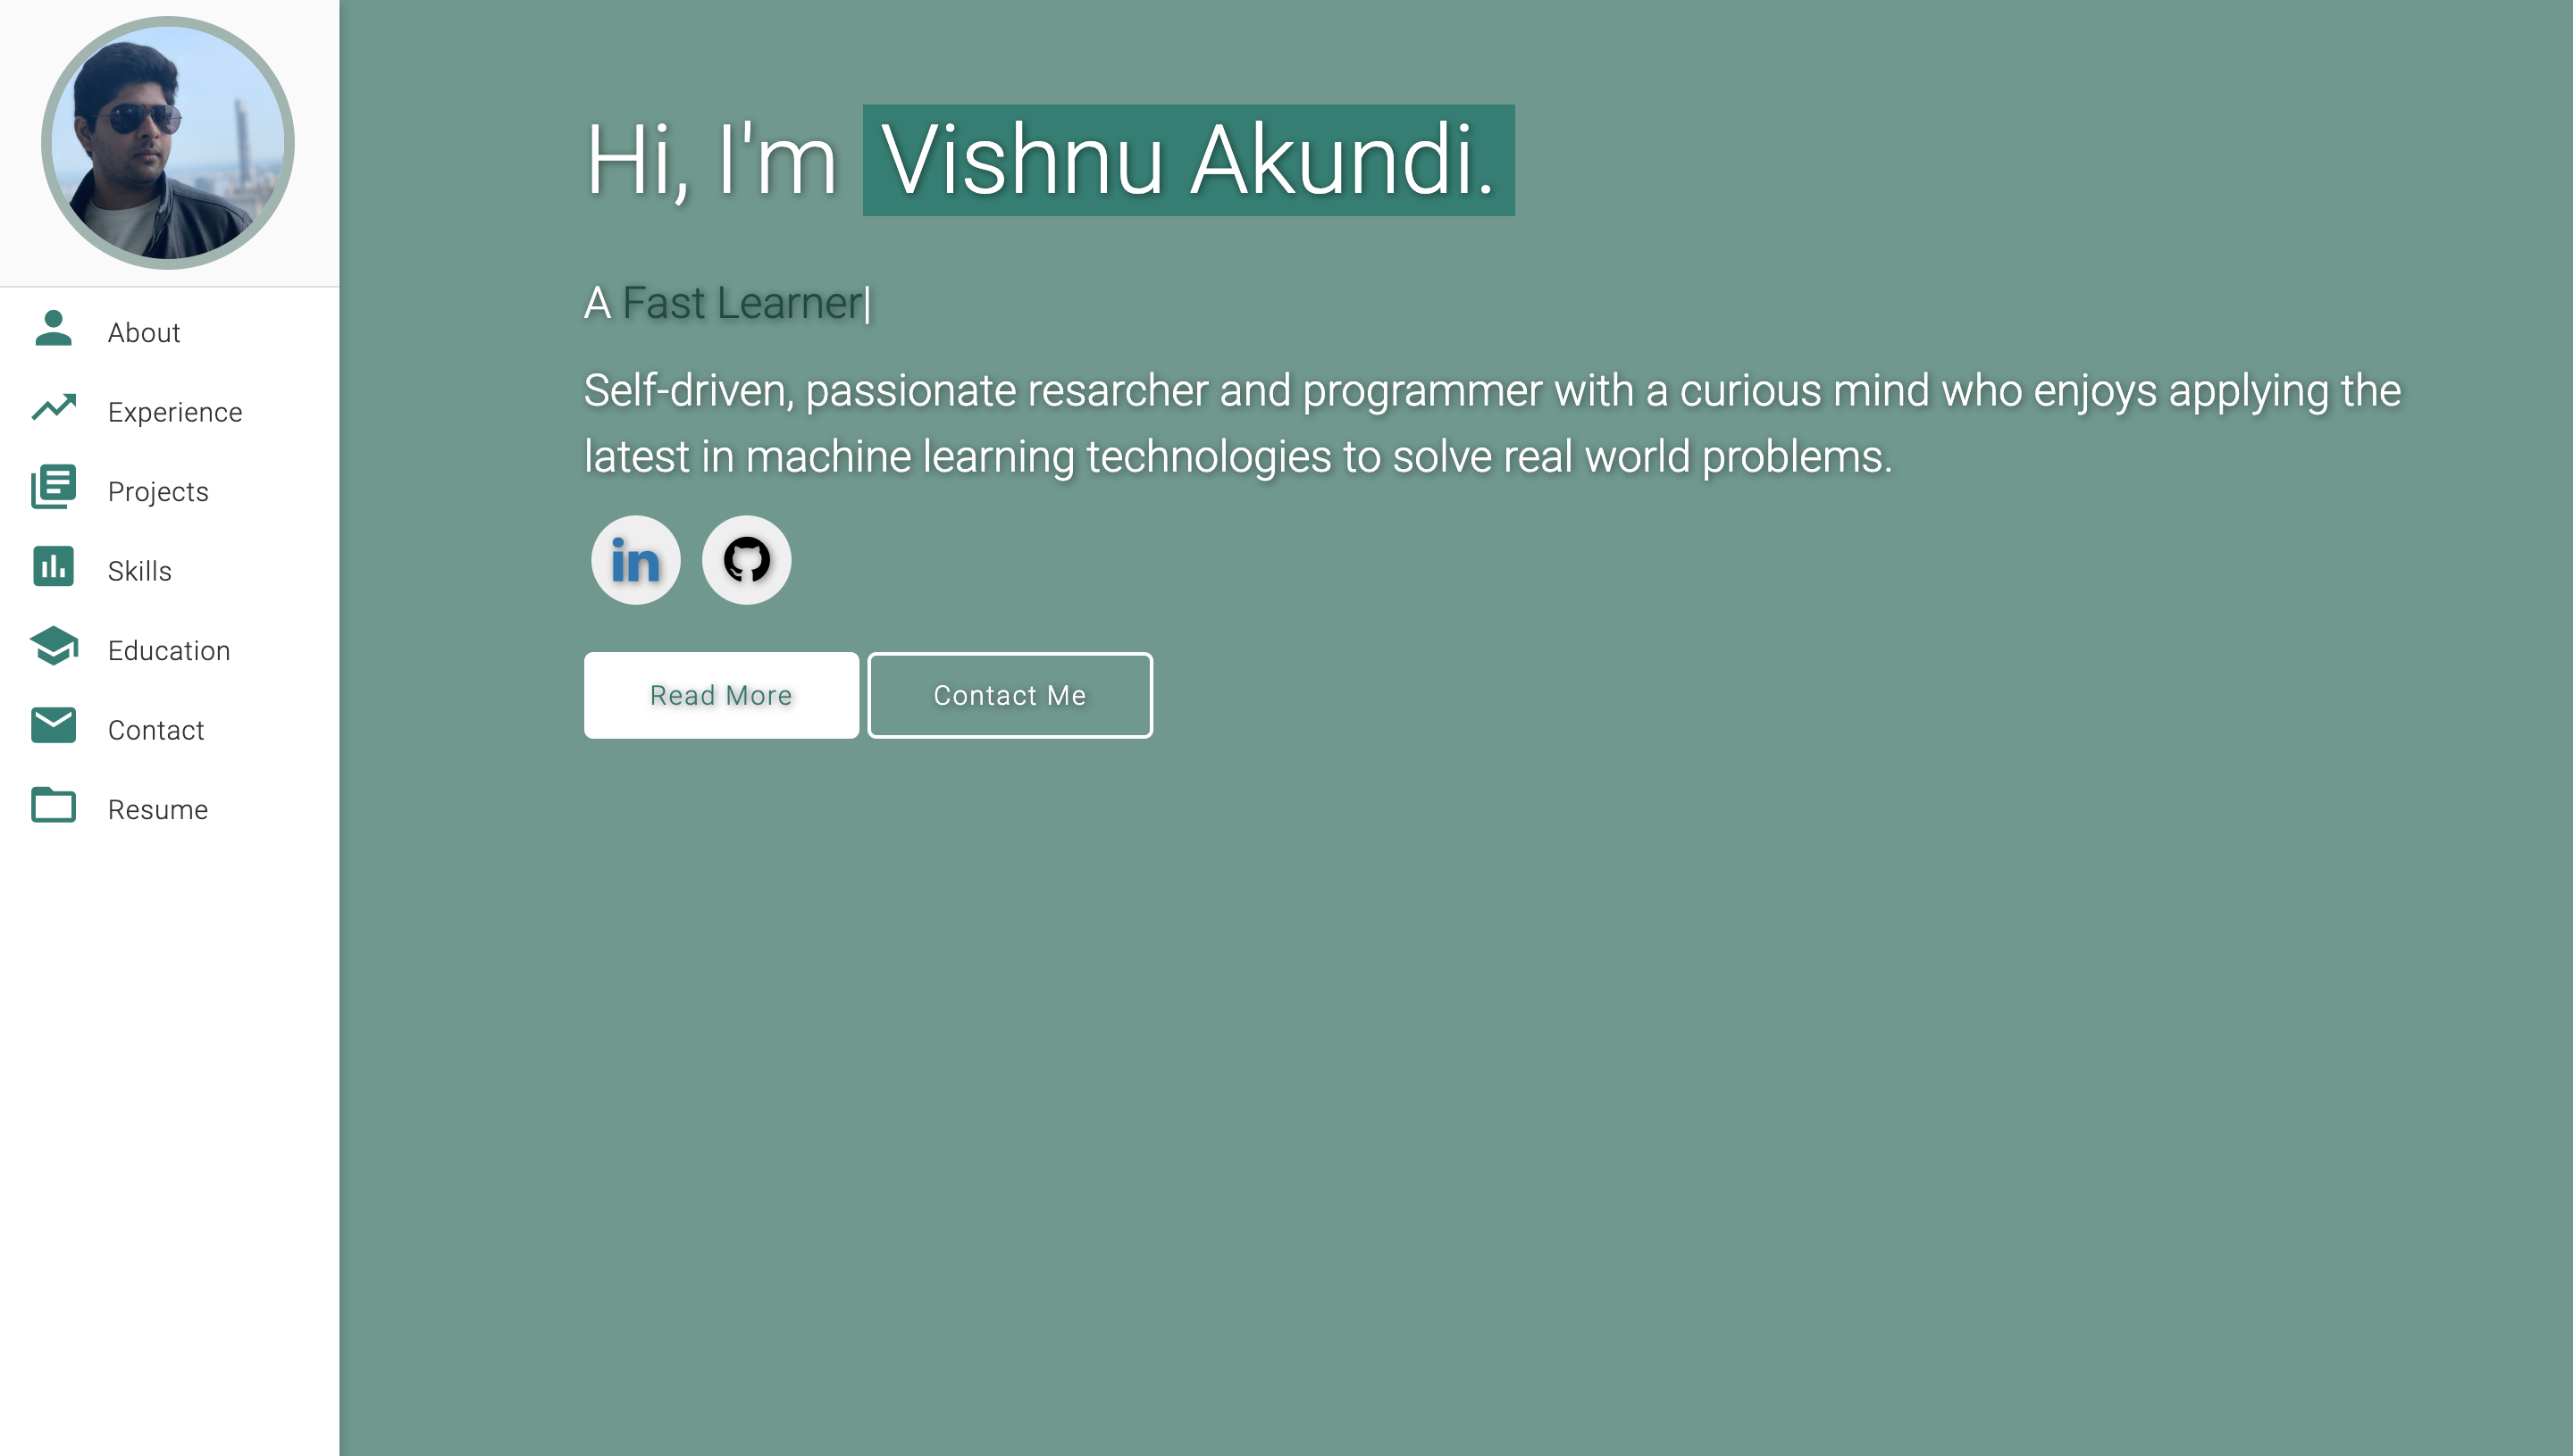 About
Experience
Projects
Skills
Education
Contact
Resume
Hi, I'm Vishnu Akundi.
A Fast Learner|
Self-driven, passionate resarcher and programmer with a curious mind who enjoys applying the
latest in machine learning technologies to solve real world problems.
in
Read More
Contact Me